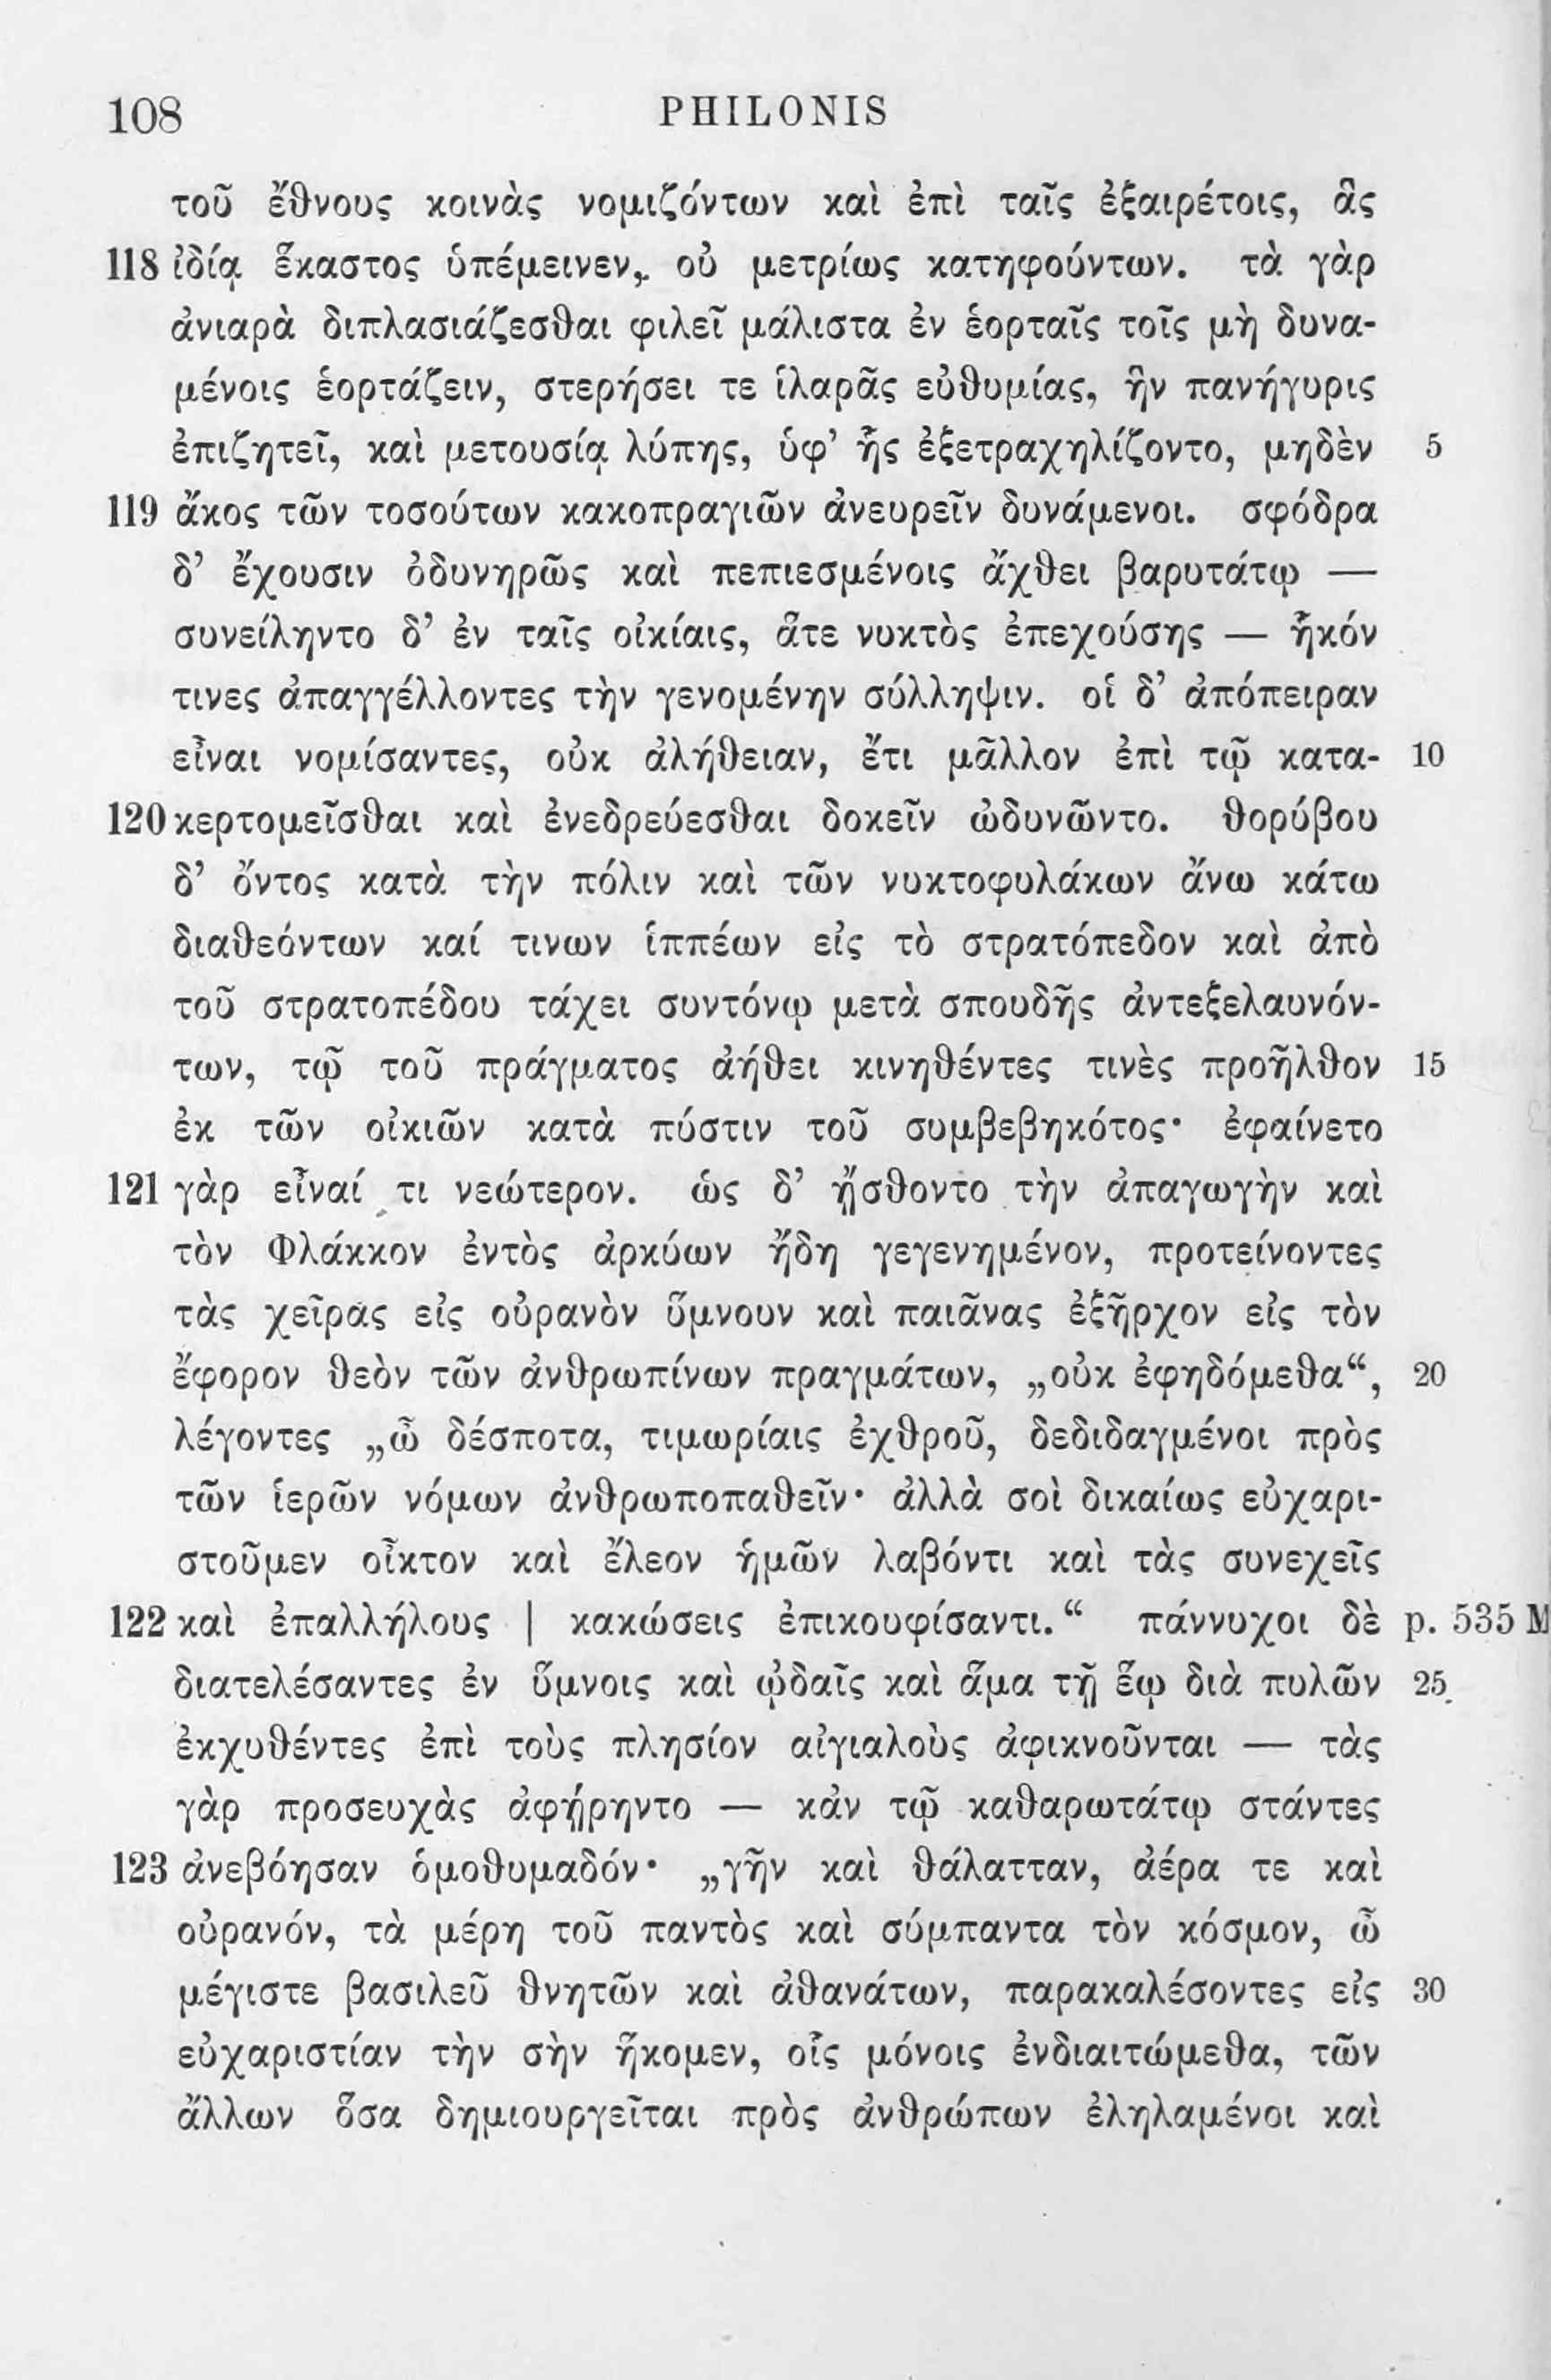 108 PHILONIS
τοῦ ἔθνους κοινὰς νομιζόντων καὶ ἐπὶ ταῖς ἐξαιρέτοις, ἃς
118 ἰδίᾳ ἕκαστος ὑπέμεινεν, οὐ μετρίως κατηφούντων. τὰ γὰρ
ἀνιαρὰ διπλασιάζεσθαι φιλεῖ μάλιστα ἐν ἑορταῖς τοῖς μὴ δυνα-
μένοις ἑορτάζειν, στερήσει τε ἱλαρᾶς εὐθυμίας, ἣν πανήγυρις
ἐπιζητεῖ, καὶ μετουσίᾳ λύπης, ὑφ’ ἧς ἐξετραχηλίζοντο, μηδὲν 5
119 ἄκος τῶν τοσούτων κακοπραγιῶν ἀνευρεῖν δυνάμενοι. σφόδρα
δ’ ἔχουσιν ὀδυνηρῶς καὶ πεπιεσμένοις ἄχθει βαρυτάτῳ —
συνείληντο δ’ ἐν ταῖς οἰκίαις, ἅτε νυκτὸς ἐπεχούσης — ἧκόν
τινες ἀπαγγέλλοντες τὴν γενομένην σύλληψιν. οἱ δ’ ἀπόπειραν
εἶναι νομίσαντες, οὐκ ἀλήθειαν, ἔτι μᾶλλον ἐπὶ τῷ κατα- 10
120 κερτομεῖσθαι καὶ ἐνεδρεύεσθαι δοκεῖν ὠδυνῶντο. θορύβου
δ’ ὄντος κατὰ τὴν πόλιν καὶ τῶν νυκτοφυλάκων ἄνω κάτω
διαθεόντων καί τινων ἱππέων εἰς τὸ στρατόπεδον καὶ ἀπὸ
τοῦ στρατοπέδου τάχει συντόνῳ μετὰ σπουδῆς ἀντεξελαυνόν-
των, τῷ τοῦ πράγματος ἀήθει κινηθέντες τινὲς προῆλθον 15
ἐκ τῶν οἰκιῶν κατὰ πύστιν τοῦ συμβεβηκότος· ἐφαίνετο
121 γὰρ εἶναί τι νεώτερον. ὡς δ’ ᾔσθοντο τὴν ἀπαγωγὴν καὶ
τὸν Φλάκκον ἐντὸς ἀρκύων ἤδη γεγενημένον, προτείνοντες
τὰς χεῖρας εἰς οὐρανὸν ὕμνουν καὶ παιᾶνας ἐξῆρχον εἰς τὸν
ἔφορον θεὸν τῶν ἀνθρωπίνων πραγμάτων, „οὐκ ἐφηδόμεθα“, 20
λέγοντες „ὦ δέσποτα, τιμωρίαις ἐχθροῦ, δεδιδαγμένοι πρὸς
τῶν ἱερῶν νόμων ἀνθρωποπαθεῖν· ἀλλὰ σοὶ δικαίως εὐχαρι-
στοῦμεν οἶκτον καὶ ἔλεον ἡμῶν λαβόντι καὶ τὰς συνεχεῖς
122 καὶ ἐπαλλήλους | κακώσεις ἐπικουφίσαντι.“ πάννυχοι δὲ p. 535 M
διατελέσαντες ἐν ὕμνοις καὶ ᾠδαῖς καὶ ἅμα τῇ ἕῳ διὰ πυλῶν 25
ἐκχυθέντες ἐπὶ τοὺς πλησίον αἰγιαλοὺς ἀφικνοῦνται — τὰς
γὰρ προσευχὰς ἀφῄρηντο — κἀν τῷ καθαρωτάτῳ στάντες
123 ἀνεβόησαν ὁμοθυμαδόν· „γῆν καὶ θάλατταν, ἀέρα τε καὶ
οὐρανόν, τὰ μέρη τοῦ παντὸς καὶ σύμπαντα τὸν κόσμον, ὦ
μέγιστε βασιλεῦ θνητῶν καὶ ἀθανάτων, παρακαλέσοντες εἰς 30
εὐχαριστίαν τὴν σὴν ἥκομεν, οἷς μόνοις ἐνδιαιτώμεθα, τῶν
ἄλλων ὅσα δημιουργεῖται πρὸς ἀνθρώπων ἐληλαμένοι καὶ